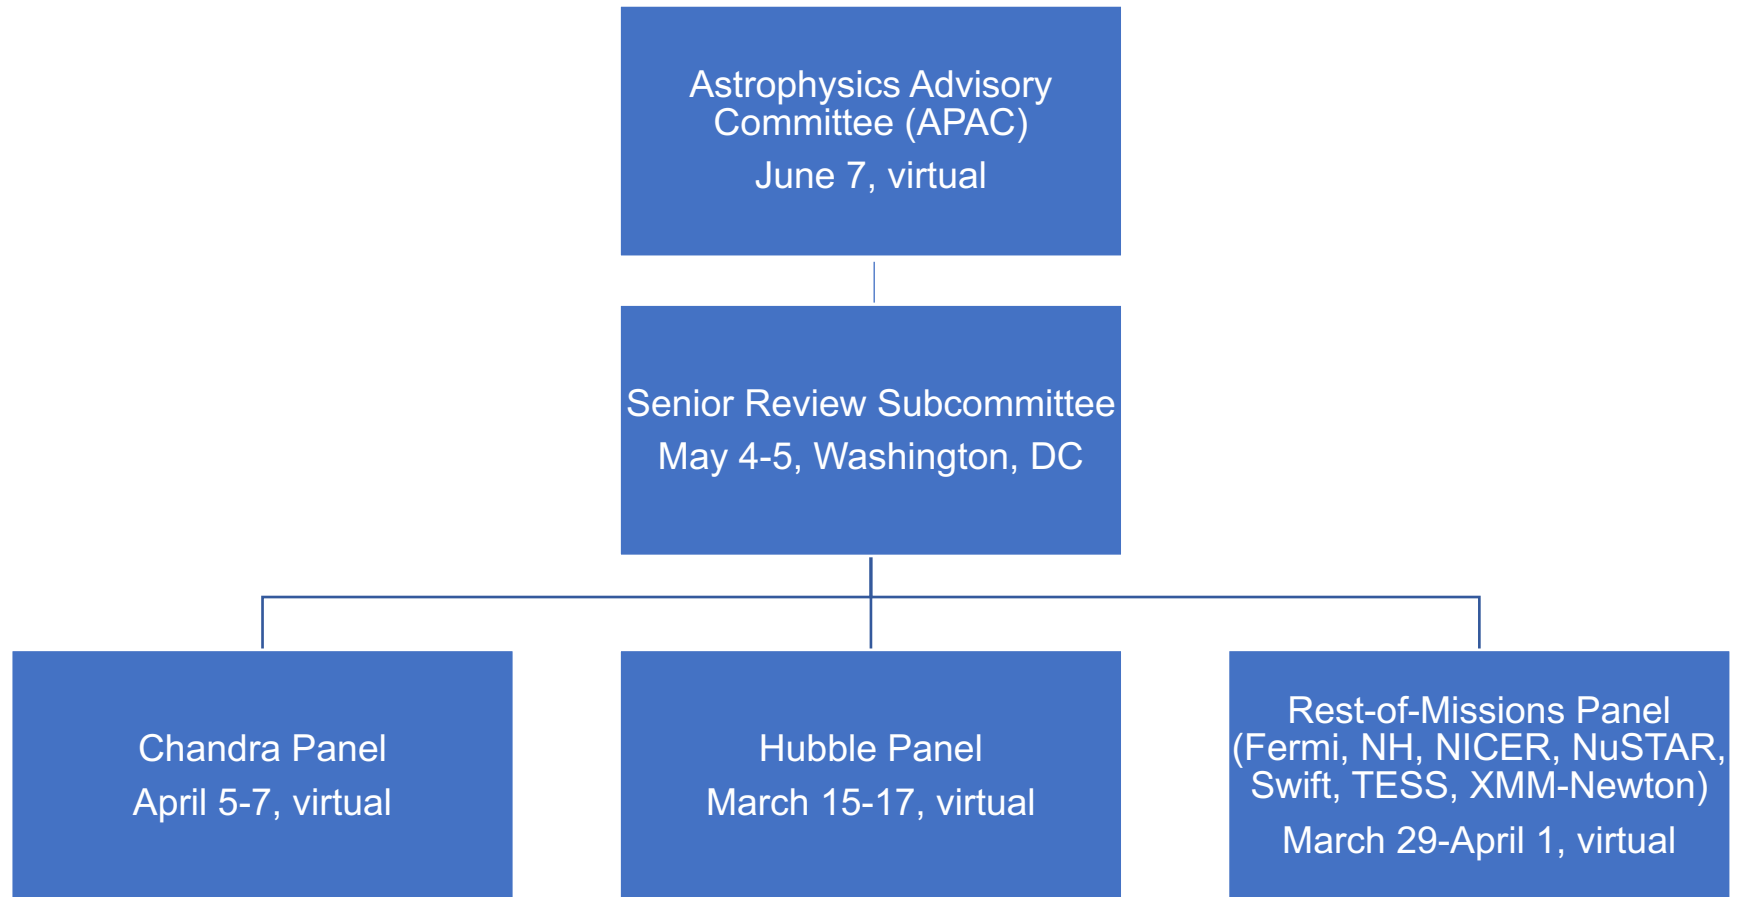 Astrophysics Advisory
Committee (APAC)
June 7, virtual
Senior Review Subcommittee
May 4-5, Washington, DC
Chandra Panel
April 5-7, virtual
Hubble Panel
March 15-17, virtual
Rest-of-Missions Panel
(Fermi, NH, NICER, NuSTAR,
Swift, TESS, XMM-Newton)
March 29-April 1, virtual